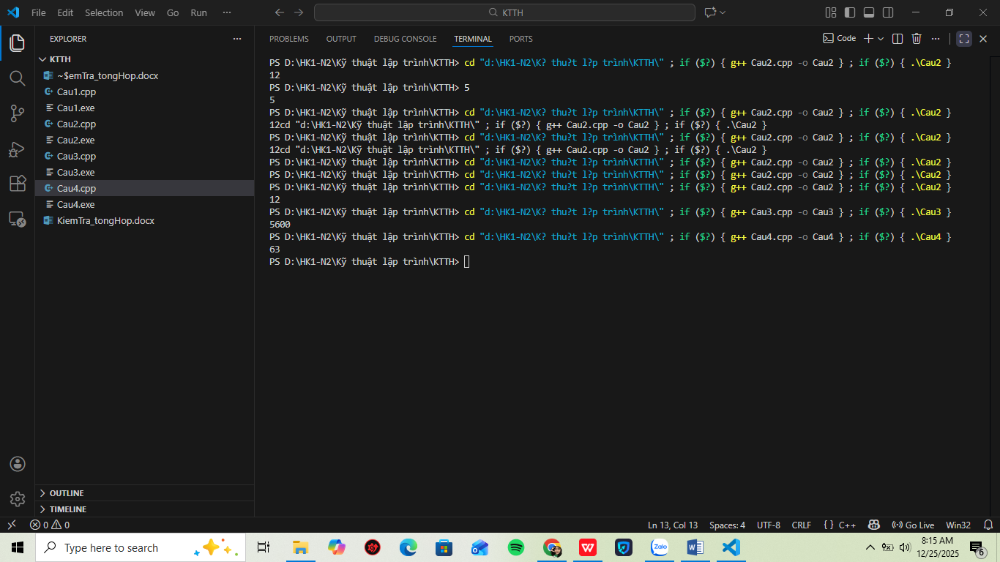 File Edit Selection View Go Run ···
KTTH
EXPLORER ···
KTTH
~$emTra_tongHop.docx
Cau1.cpp
Cau1.exe
Cau2.cpp
Cau2.exe
Cau3.cpp
Cau3.exe
Cau4.cpp
Cau4.exe
KiemTra_tongHop.docx
OUTLINE
TIMELINE
PROBLEMS OUTPUT DEBUG CONSOLE TERMINAL PORTS
Code
PS D:\HK1-N2\Kỹ thuật lập trình\KTTH> cd "d:\HK1-N2\K? thu?t l?p trình\KTTH\" ; if ($?) { g++ Cau2.cpp -o Cau2 } ; if ($?) { .\Cau2 }
12
PS D:\HK1-N2\Kỹ thuật lập trình\KTTH> 5
5
PS D:\HK1-N2\Kỹ thuật lập trình\KTTH> cd "d:\HK1-N2\K? thu?t l?p trình\KTTH\" ; if ($?) { g++ Cau2.cpp -o Cau2 } ; if ($?) { .\Cau2 }
12cd "d:\HK1-N2\Kỹ thuật lập trình\KTTH\" ; if ($?) { g++ Cau2.cpp -o Cau2 } ; if ($?) { .\Cau2 }
PS D:\HK1-N2\Kỹ thuật lập trình\KTTH> cd "d:\HK1-N2\K? thu?t l?p trình\KTTH\" ; if ($?) { g++ Cau2.cpp -o Cau2 } ; if ($?) { .\Cau2 }
12cd "d:\HK1-N2\Kỹ thuật lập trình\KTTH\" ; if ($?) { g++ Cau2.cpp -o Cau2 } ; if ($?) { .\Cau2 }
PS D:\HK1-N2\Kỹ thuật lập trình\KTTH> cd "d:\HK1-N2\K? thu?t l?p trình\KTTH\" ; if ($?) { g++ Cau2.cpp -o Cau2 } ; if ($?) { .\Cau2 }
PS D:\HK1-N2\Kỹ thuật lập trình\KTTH> cd "d:\HK1-N2\K? thu?t l?p trình\KTTH\" ; if ($?) { g++ Cau2.cpp -o Cau2 } ; if ($?) { .\Cau2 }
PS D:\HK1-N2\Kỹ thuật lập trình\KTTH> cd "d:\HK1-N2\K? thu?t l?p trình\KTTH\" ; if ($?) { g++ Cau2.cpp -o Cau2 } ; if ($?) { .\Cau2 }
12
PS D:\HK1-N2\Kỹ thuật lập trình\KTTH> cd "d:\HK1-N2\K? thu?t l?p trình\KTTH\" ; if ($?) { g++ Cau3.cpp -o Cau3 } ; if ($?) { .\Cau3 }
5600
PS D:\HK1-N2\Kỹ thuật lập trình\KTTH> cd "d:\HK1-N2\K? thu?t l?p trình\KTTH\" ; if ($?) { g++ Cau4.cpp -o Cau4 } ; if ($?) { .\Cau4 }
63
PS D:\HK1-N2\Kỹ thuật lập trình\KTTH>
0 0
Ln 13, Col 13 Spaces: 4 UTF-8 CRLF { } C++ Go Live Win32
Type here to search
Zalo
8:15 AM
12/25/2025
6